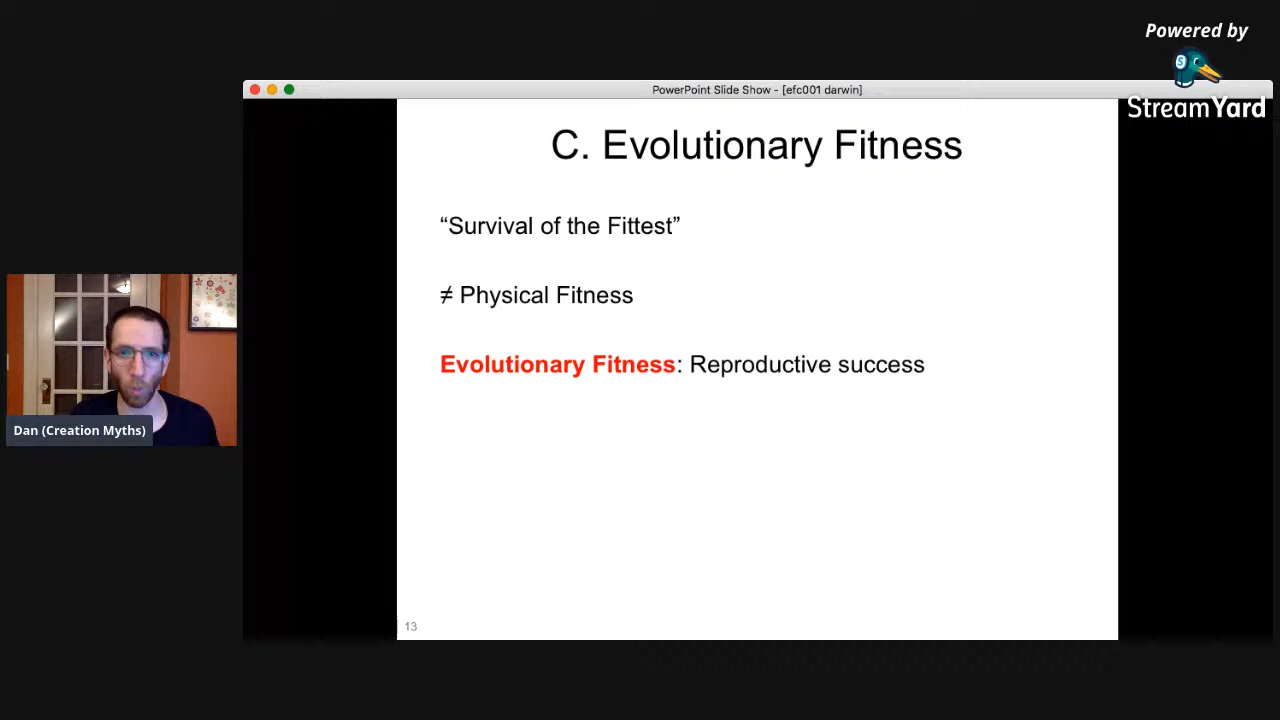 Powered by
StreamYard
PowerPoint Slide Show - [efc001 darwin]
C. Evolutionary Fitness
“Survival of the Fittest”
≠ Physical Fitness
Evolutionary Fitness: Reproductive success
Dan (Creation Myths)
13